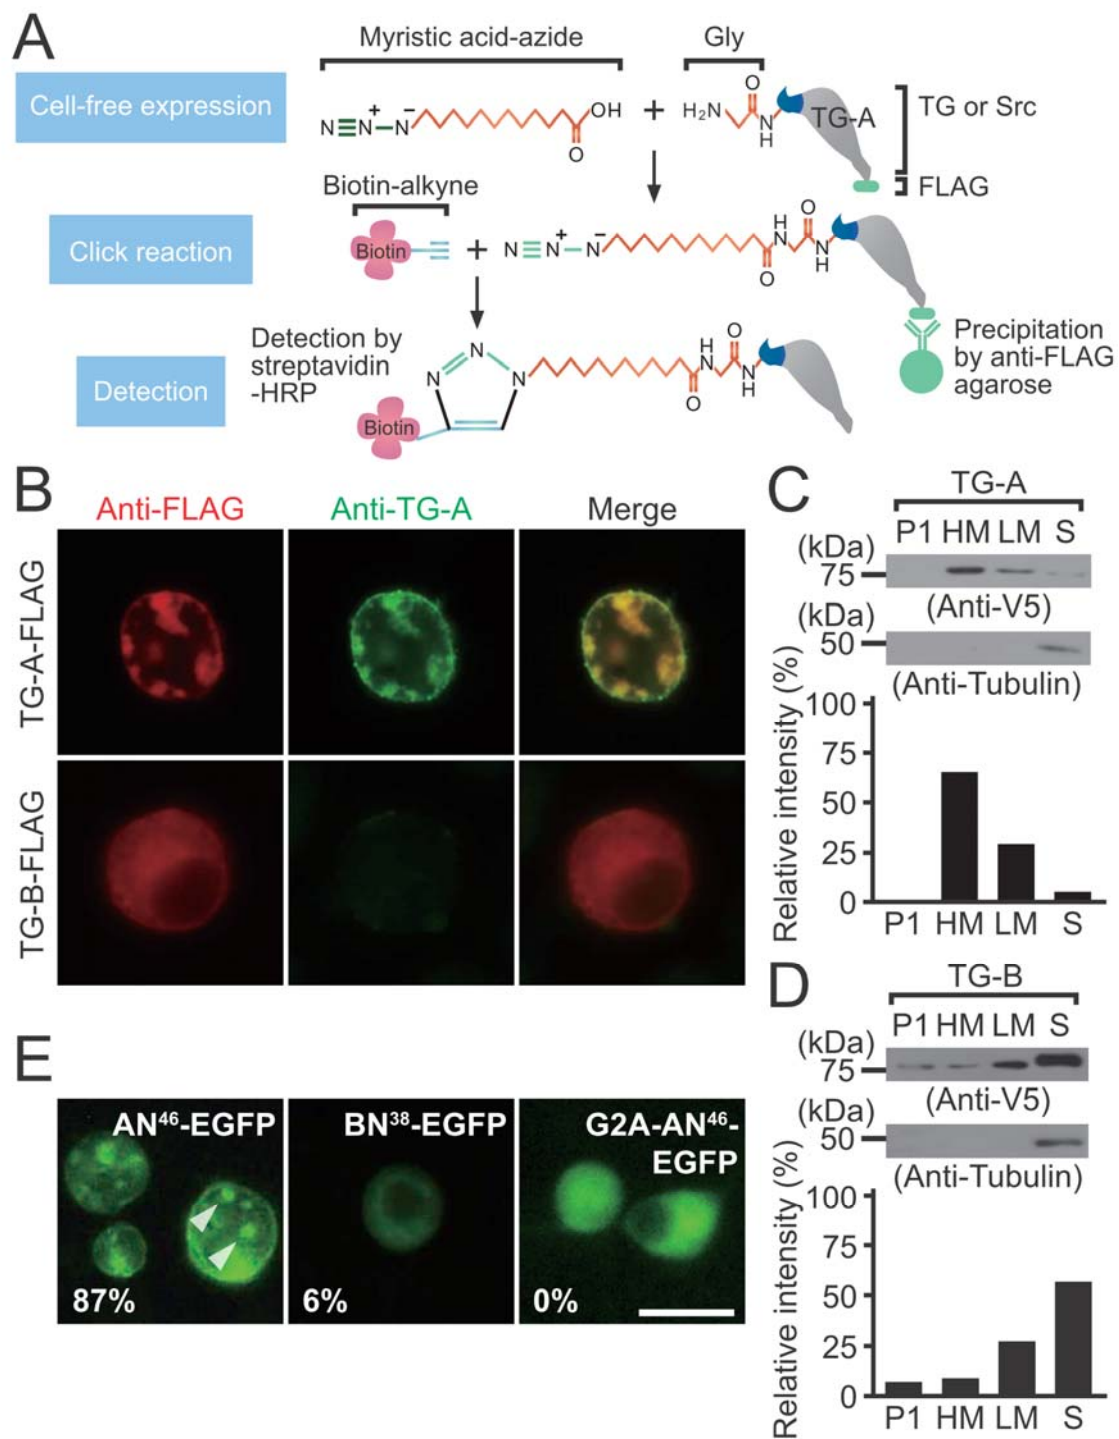 A
Myristic acid-azide
Gly
Cell-free expression
N≡N–N
+
–
OH
O
+
H₂N
O
N
H
TG-A
TG or Src
FLAG
Biotin-alkyne
Click reaction
Biotin
+
N≡N–N
+
–
O
H
N
O
N
H
Precipitation
by anti-FLAG
agarose
Detection
Detection by
streptavidin
-HRP
N
N
N
Biotin
O
H
N
O
N
H
B
Anti-FLAG
Anti-TG-A
Merge
TG-A-FLAG
TG-B-FLAG
C
TG-A
P1 HM LM S
(kDa)
75
(Anti-V5)
(kDa)
50
(Anti-Tubulin)
Relative intensity (%)
100
75
50
25
0
P1 HM LM S
D
TG-B
P1 HM LM S
(kDa)
75
(Anti-V5)
(kDa)
50
(Anti-Tubulin)
Relative intensity (%)
100
75
50
25
0
P1 HM LM S
E
AN⁴⁶-EGFP
87%
BN³⁸-EGFP
6%
G2A-AN⁴⁶-
EGFP
0%